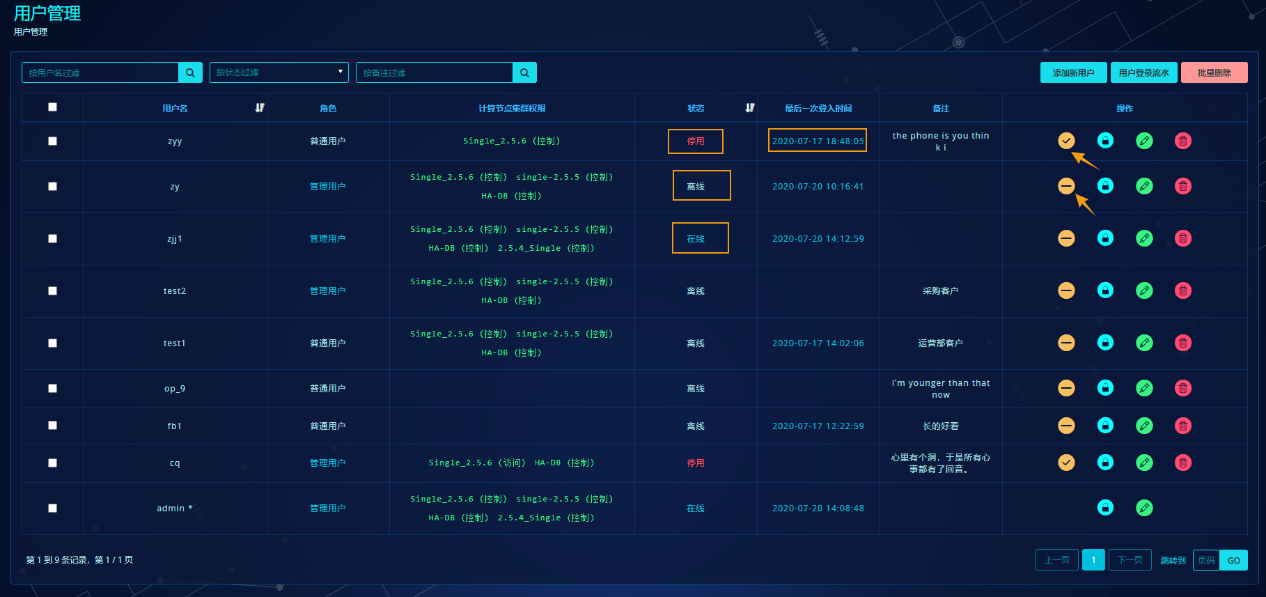 用户管理
用户管理
按用户名过滤 按状态过滤 按备注过滤 添加新用户 用户登录流水 批量删除
用户名 角色 计算节点集群权限 状态 最后一次登入时间 备注 操作
zyy 普通用户 Single_2.5.6 (控制) 停用 2020-07-17 18:48:05 the phone is you thin
k i
zy 管理用户 Single_2.5.6 (控制) single-2.5.5 (控制) 离线 2020-07-20 10:16:41
HA-DB (控制)
zjj1 管理用户 Single_2.5.6 (控制) single-2.5.5 (控制) 在线 2020-07-20 14:12:59
HA-DB (控制) 2.5.4_Single (控制)
test2 管理用户 Single_2.5.6 (控制) single-2.5.5 (控制) 离线 采购客户
HA-DB (控制)
test1 普通用户 Single_2.5.6 (控制) single-2.5.5 (控制) 离线 2020-07-17 14:02:06 运营部客户
HA-DB (控制)
op_9 普通用户 离线 I'm younger than that
now
fb1 普通用户 离线 2020-07-17 12:22:59 长的好看
cq 管理用户 Single_2.5.6 (访问) HA-DB (控制) 停用 心里有个洞，于是所有心
事都有了回音。
admin * 管理用户 Single_2.5.6 (控制) single-2.5.5 (控制) 在线 2020-07-20 14:08:48
HA-DB (控制) 2.5.4_Single (控制)
第 1 到 9 条记录，第 1 / 1 页 上一页 1 下一页 跳转到 页码 GO